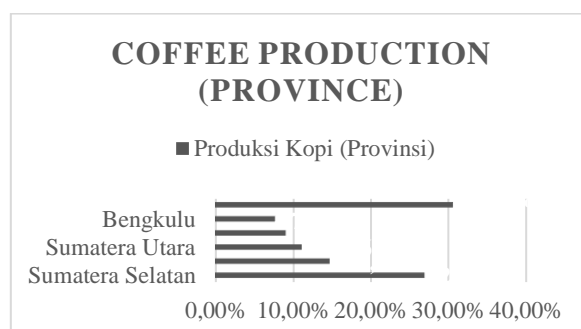 COFFEE PRODUCTION
(PROVINCE)
Produksi Kopi (Provinsi)
Bengkulu
Sumatera Utara
Sumatera Selatan
0,00% 10,00% 20,00% 30,00% 40,00%